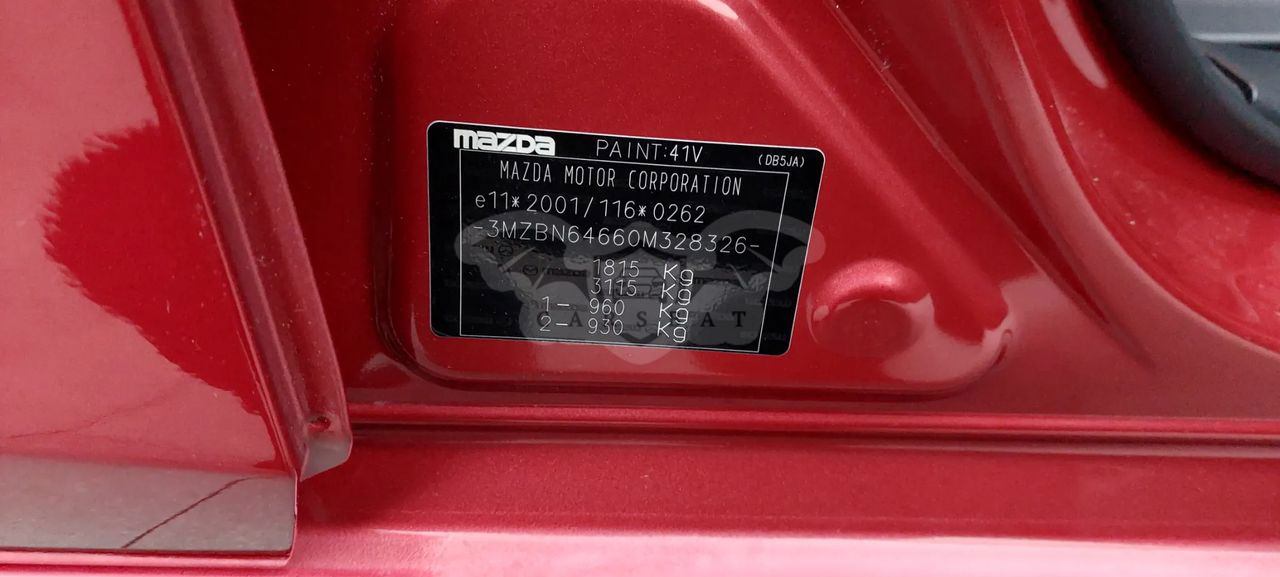 mazda PAINT:41V (DB5JA)
MAZDA MOTOR CORPORATION
e11*2001/116*0262
-3MZBN64660M328326-
1815 Kg
3115 Kg
1- 960 Kg
2- 930 Kg